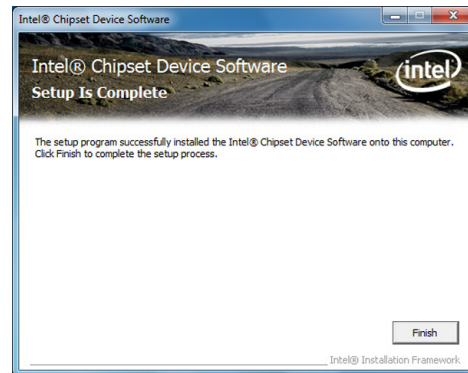 Intel® Chipset Device Software
Intel® Chipset Device Software
Setup Is Complete
intel
The setup program successfully installed the Intel® Chipset Device Software onto this computer.
Click Finish to complete the setup process.
Finish
Intel® Installation Framework